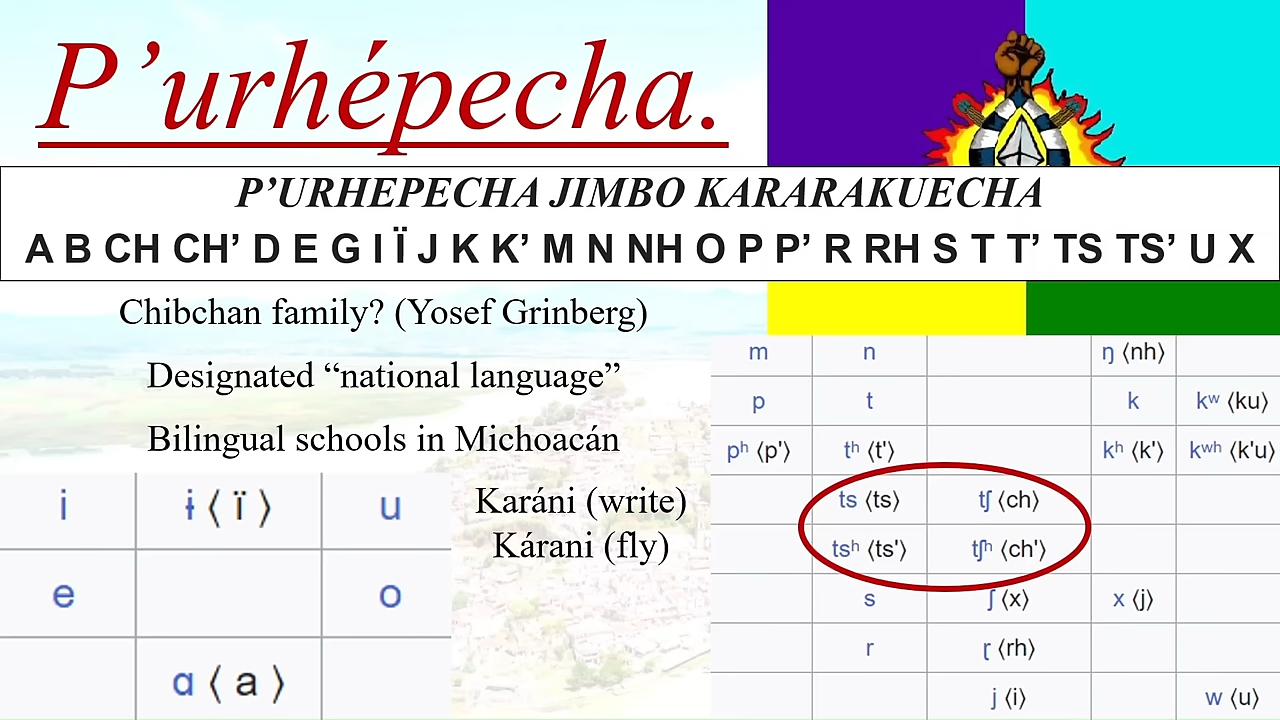 P’urhépecha.
P’URHEPECHA JIMBO KARARAKUECHA
A B CH CH’ D E G I Ï J K K’ M N NH O P P’ R RH S T T’ TS TS’ U X
Chibchan family? (Yosef Grinberg)
Designated “national language”
Bilingual schools in Michoacán
Karáni (write)
Kárani (fly)
i ɨ ⟨ ï ⟩ u
e o
ɑ ⟨ a ⟩
m n ŋ ⟨nh⟩
p t k kʷ ⟨ku⟩
pʰ ⟨p'⟩ tʰ ⟨t'⟩ kʰ ⟨k'⟩ kʷʰ ⟨k'u⟩
ts ⟨ts⟩ tʃ ⟨ch⟩
tsʰ ⟨ts'⟩ tʃʰ ⟨ch'⟩
s ʃ ⟨x⟩ x ⟨j⟩
r ɽ ⟨rh⟩
j ⟨i⟩ w ⟨u⟩